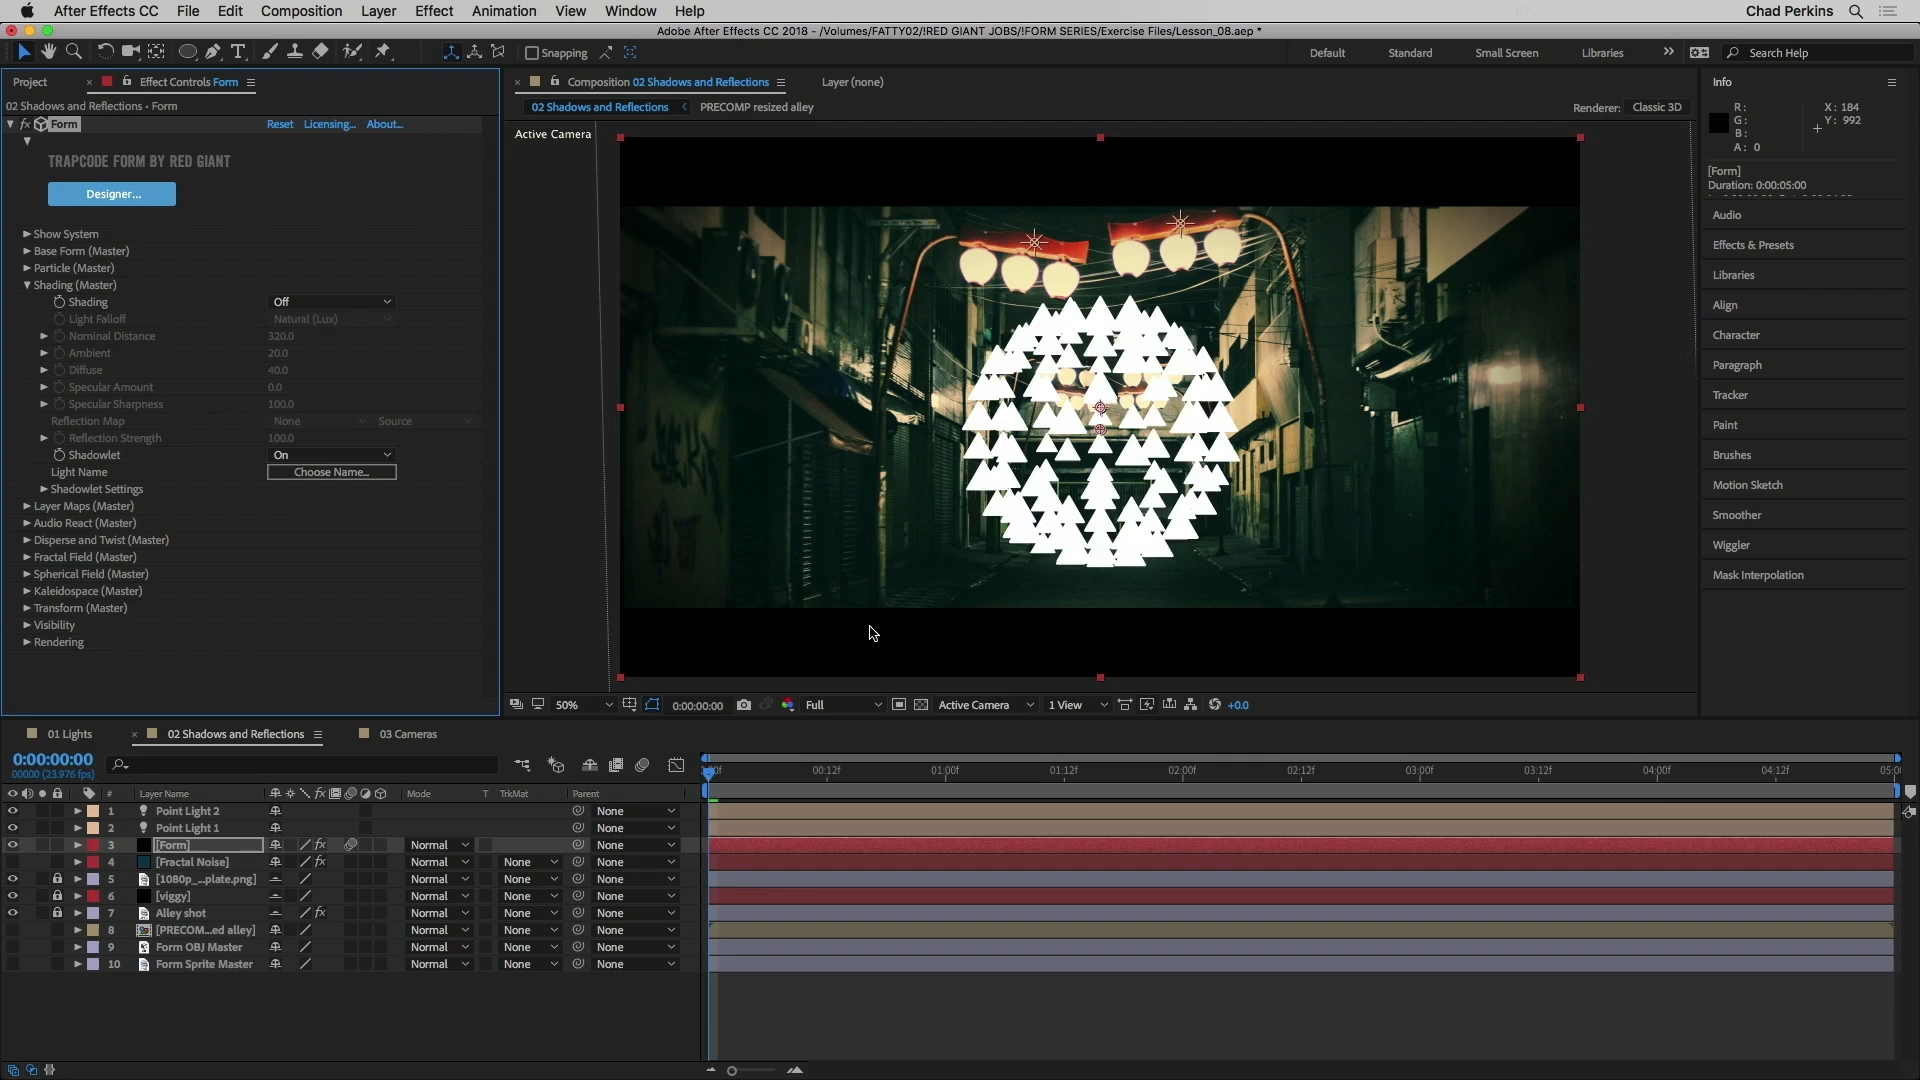 After Effects CC File Edit Composition Layer Effect Animation View Window Help Chad Perkins
Adobe After Effects CC 2018 - /Volumes/FATTY02/!RED GIANT JOBS/!FORM SERIES/Exercise Files/Lesson_08.aep *
Snapping Default Standard Small Screen Libraries Search Help
Project Effect Controls Form
02 Shadows and Reflections • Form
fx Form Reset Licensing... About...
TRAPCODE FORM BY RED GIANT
Designer...
Show System
Base Form (Master)
Particle (Master)
Shading (Master)
Shading Off
Light Falloff Natural (Lux)
Nominal Distance 320.0
Ambient 20.0
Diffuse 40.0
Specular Amount 0.0
Specular Sharpness 100.0
Reflection Map None Source
Reflection Strength 100.0
Shadowlet On
Light Name Choose Name...
Shadowlet Settings
Layer Maps (Master)
Audio React (Master)
Disperse and Twist (Master)
Fractal Field (Master)
Spherical Field (Master)
Kaleidospace (Master)
Transform (Master)
Visibility
Rendering
Composition 02 Shadows and Reflections Layer (none)
02 Shadows and Reflections PRECOMP resized alley Renderer: Classic 3D
Active Camera
50% 0:00:00:00 Full Active Camera 1 View +0.0
Info
R: X: 184
G: Y: 992
B:
A: 0
[Form]
Duration: 0:00:05:00
Audio
Effects & Presets
Libraries
Align
Character
Paragraph
Tracker
Paint
Brushes
Motion Sketch
Smoother
Wiggler
Mask Interpolation
01 Lights 02 Shadows and Reflections 03 Cameras
0:00:00:00
00000 (23.976 fps)
00:12f 01:00f 01:12f 02:00f 02:12f 03:00f 03:12f 04:00f 04:12f
# Layer Name fx Mode T TrkMat Parent
1 Point Light 2 None
2 Point Light 1 None
3 [Form] fx Normal None
4 [Fractal Noise] fx Normal None None
5 [1080p_...plate.png] Normal None None
6 [viggy] Normal None None
7 Alley shot fx Normal None None
8 [PRECOM...ed alley] Normal None None
9 Form OBJ Master Normal None None
10 Form Sprite Master Normal None None